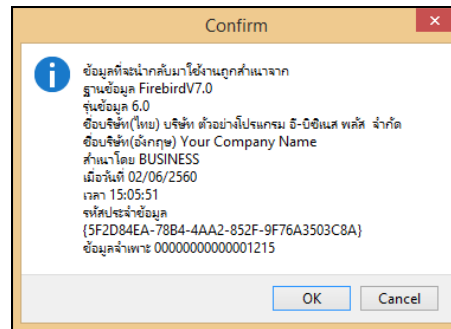 Confirm
ข้อมูลที่จะนำกลับมาใช้งานถูกสำเนาจาก
ฐานข้อมูล FirebirdV7.0
รุ่นข้อมูล 6.0
ชื่อบริษัท(ไทย) บริษัท ตัวอย่างโปรแกรม อี-บิซิเนส พลัส จำกัด
ชื่อบริษัท(อังกฤษ) Your Company Name
สำเนาโดย BUSINESS
เมื่อวันที่ 02/06/2560
เวลา 15:05:51
รหัสประจำข้อมูล
{5F2D84EA-78B4-4AA2-852F-9F76A3503C8A}
ข้อมูลจำเพาะ 00000000000001215
OK Cancel